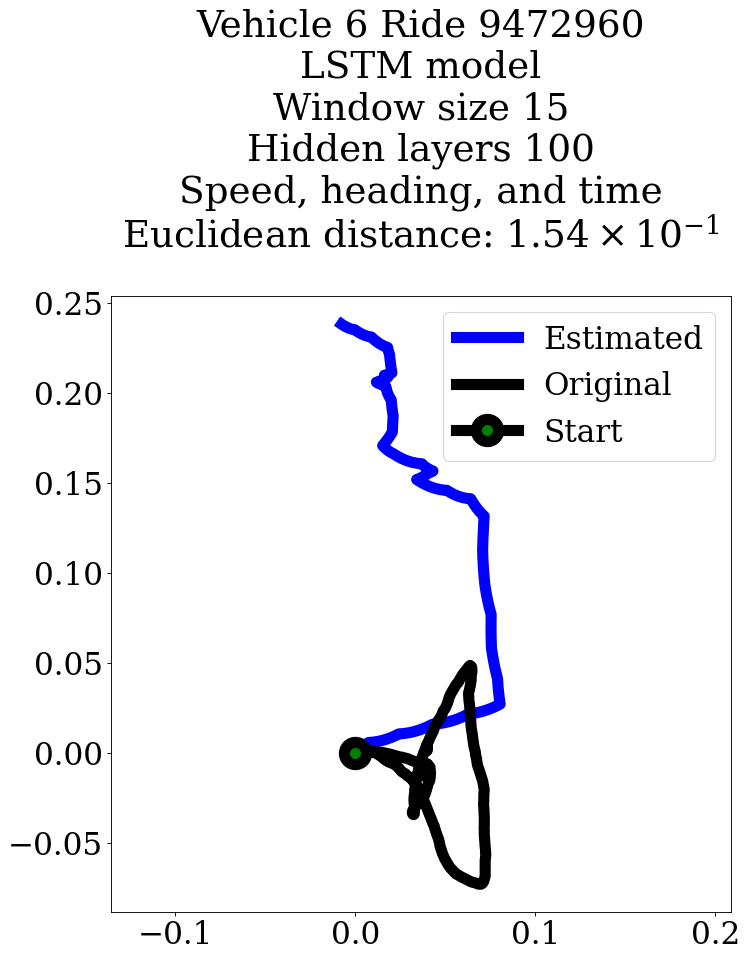 Vehicle 6 Ride 9472960
LSTM model
Window size 15
Hidden layers 100
Speed, heading, and time
Euclidean distance: 1.54 × 10⁻¹
0.25
0.20
0.15
0.10
0.05
0.00
−0.05
Estimated
Original
Start
−0.1 0.0 0.1 0.2